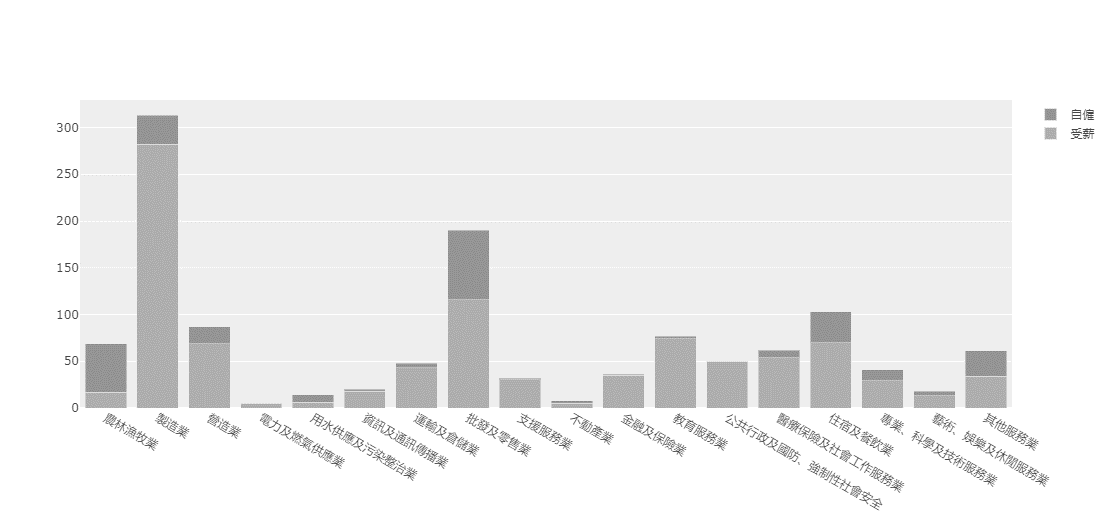 自僱
受薪
300
250
200
150
100
50
0
農林漁牧業
製造業
營造業
電力及燃氣供應業
用水供應及污染整治業
資訊及通訊傳播業
運輸及倉儲業
批發及零售業
支援服務業
不動產業
金融及保險業
教育服務業
公共行政及國防、強制性社會安全
醫療保險及社會工作服務業
住宿及餐飲業
專業、科學及技術服務業
藝術、娛樂及休閒服務業
其他服務業